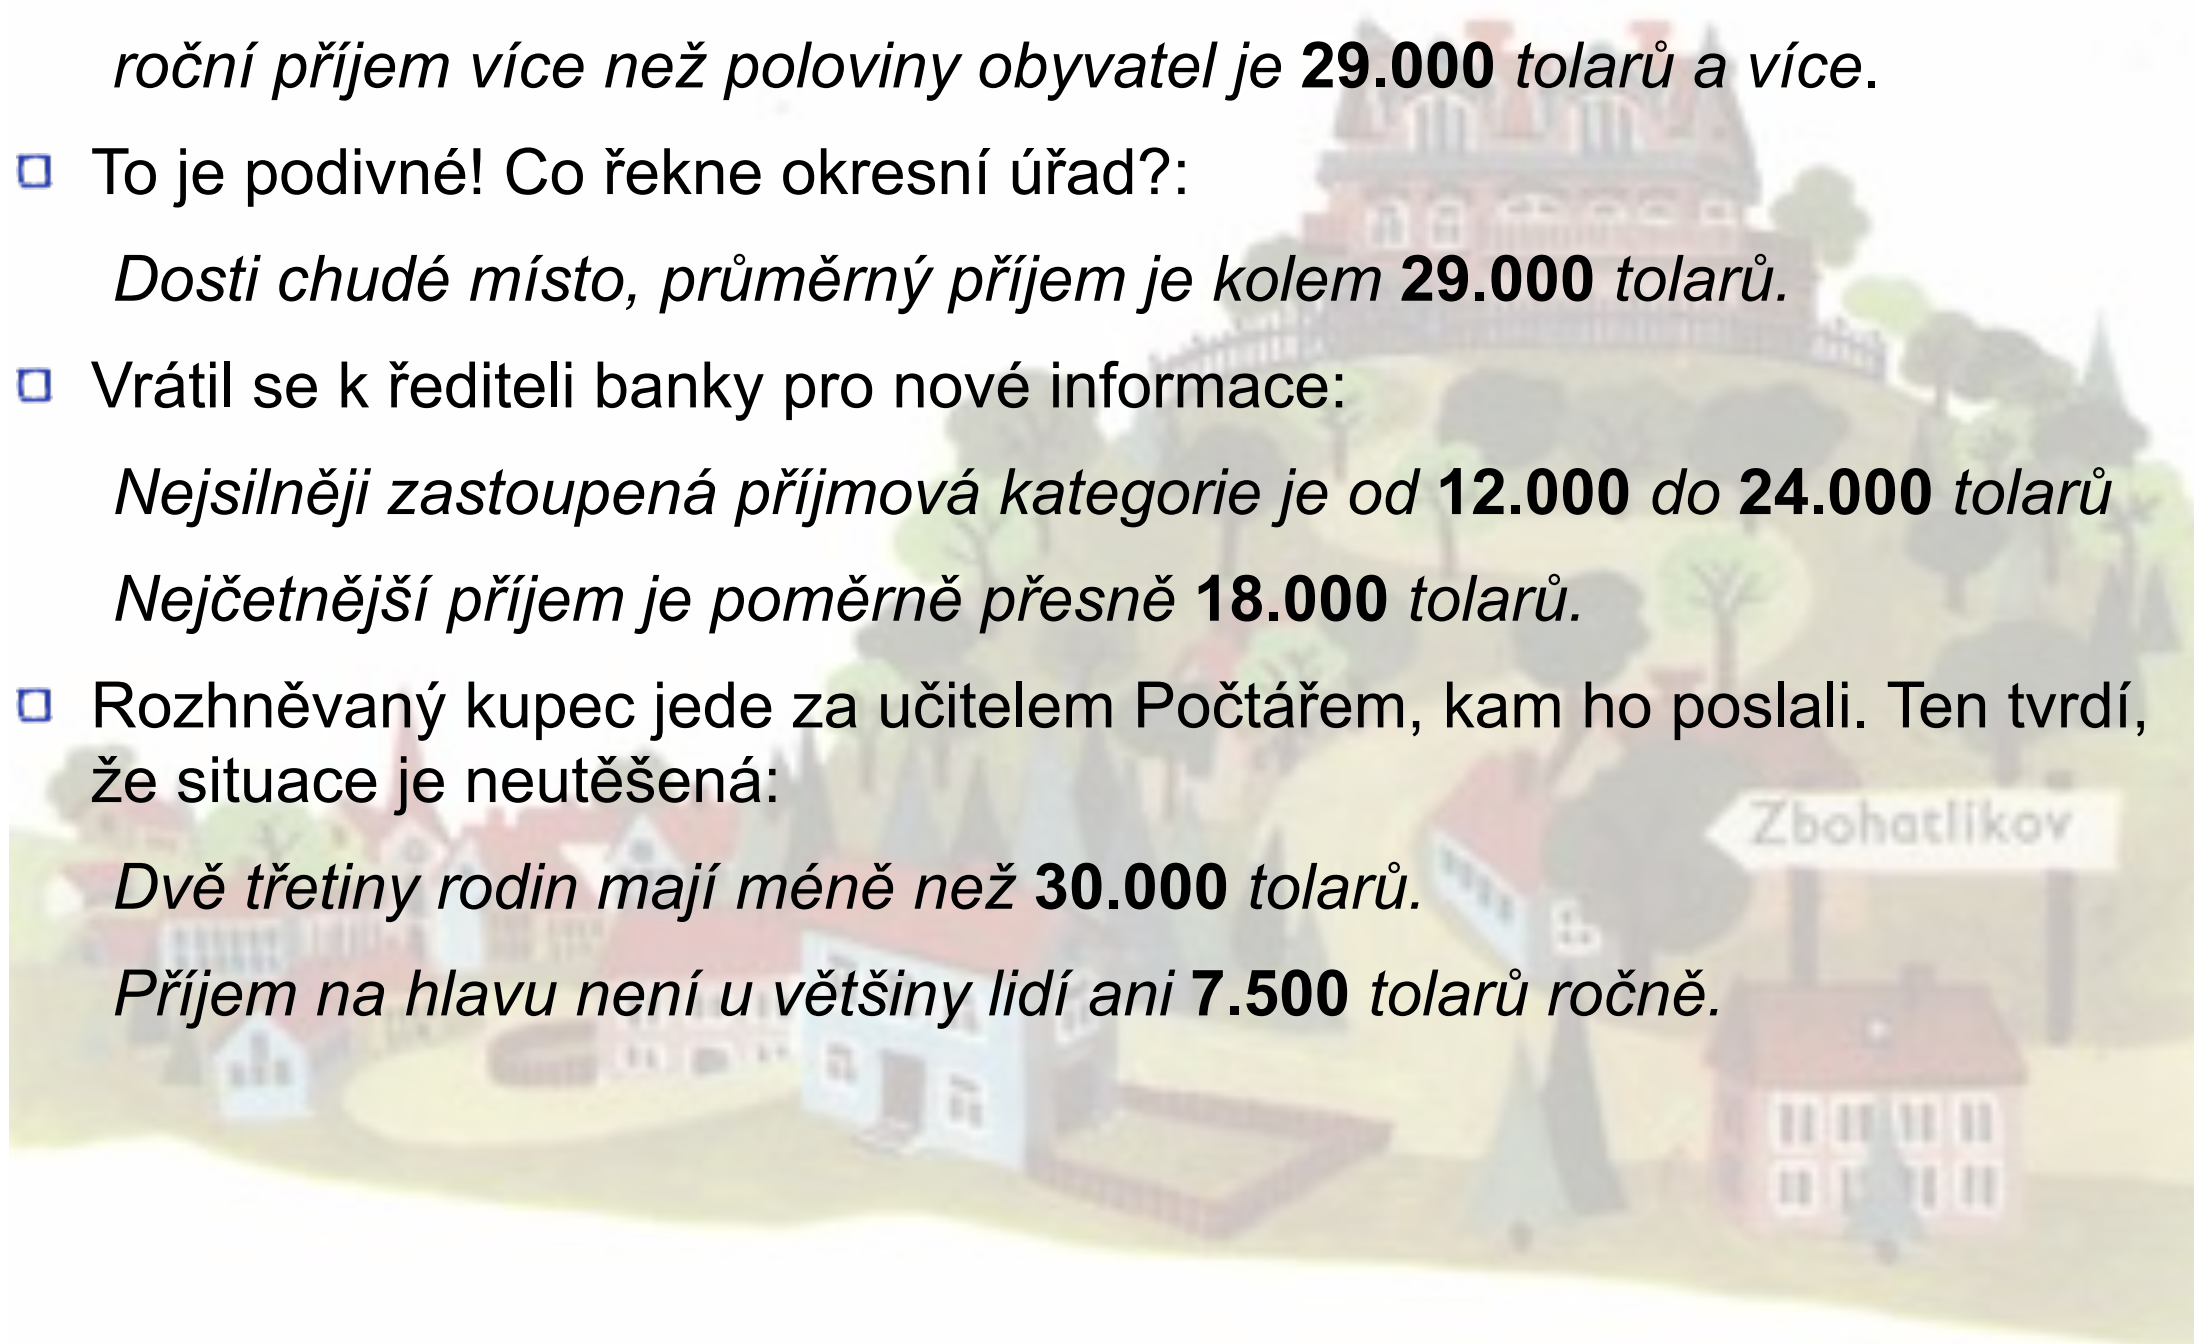 roční příjem více než poloviny obyvatel je 29.000 tolarů a více.
To je podivné! Co řekne okresní úřad?:
Dosti chudé místo, průměrný příjem je kolem 29.000 tolarů.
Vrátil se k řediteli banky pro nové informace:
Nejsilněji zastoupená příjmová kategorie je od 12.000 do 24.000 tolarů
Nejčetnější příjem je poměrně přesně 18.000 tolarů.
Rozhněvaný kupec jede za učitelem Počtářem, kam ho poslali. Ten tvrdí,
že situace je neutěšená:
Zbohatlíkov
Dvě třetiny rodin mají méně než 30.000 tolarů.
Příjem na hlavu není u většiny lidí ani 7.500 tolarů ročně.